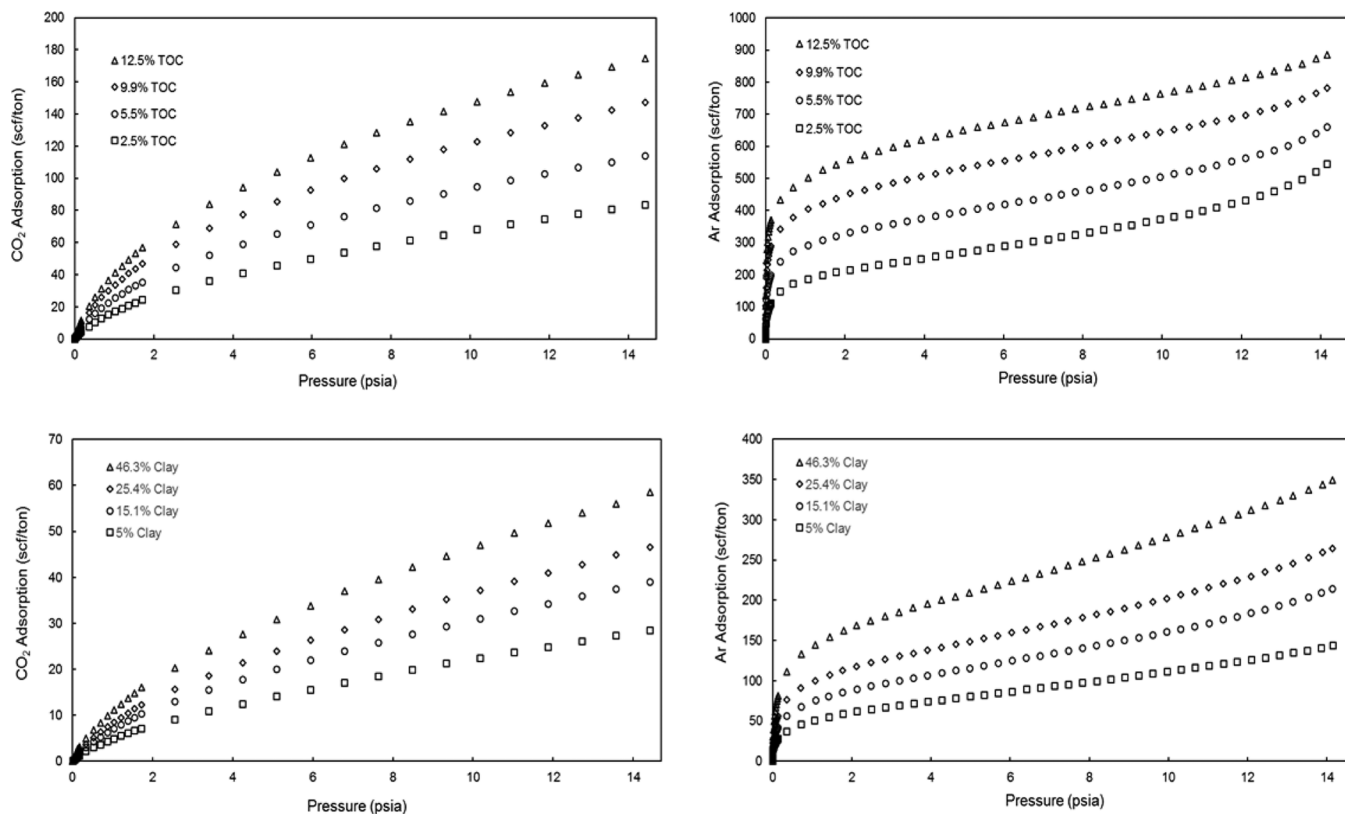 200
180
160
140
120
100
80
60
40
20
0
CO2 Adsorption (scf/ton)
12.5% TOC
9.9% TOC
5.5% TOC
2.5% TOC
0 2 4 6 8 10 12 14
Pressure (psia)
1000
900
800
700
600
500
400
300
200
100
0
Ar Adsorption (scf/ton)
12.5% TOC
9.9% TOC
5.5% TOC
2.5% TOC
0 2 4 6 8 10 12 14
Pressure (psia)
70
60
50
40
30
20
10
0
CO2 Adsorption (scf/ton)
46.3% Clay
25.4% Clay
15.1% Clay
5% Clay
0 2 4 6 8 10 12 14
Pressure (psia)
400
350
300
250
200
150
100
50
0
Ar Adsorption (scf/ton)
46.3% Clay
25.4% Clay
15.1% Clay
5% Clay
0 2 4 6 8 10 12 14
Pressure (psia)